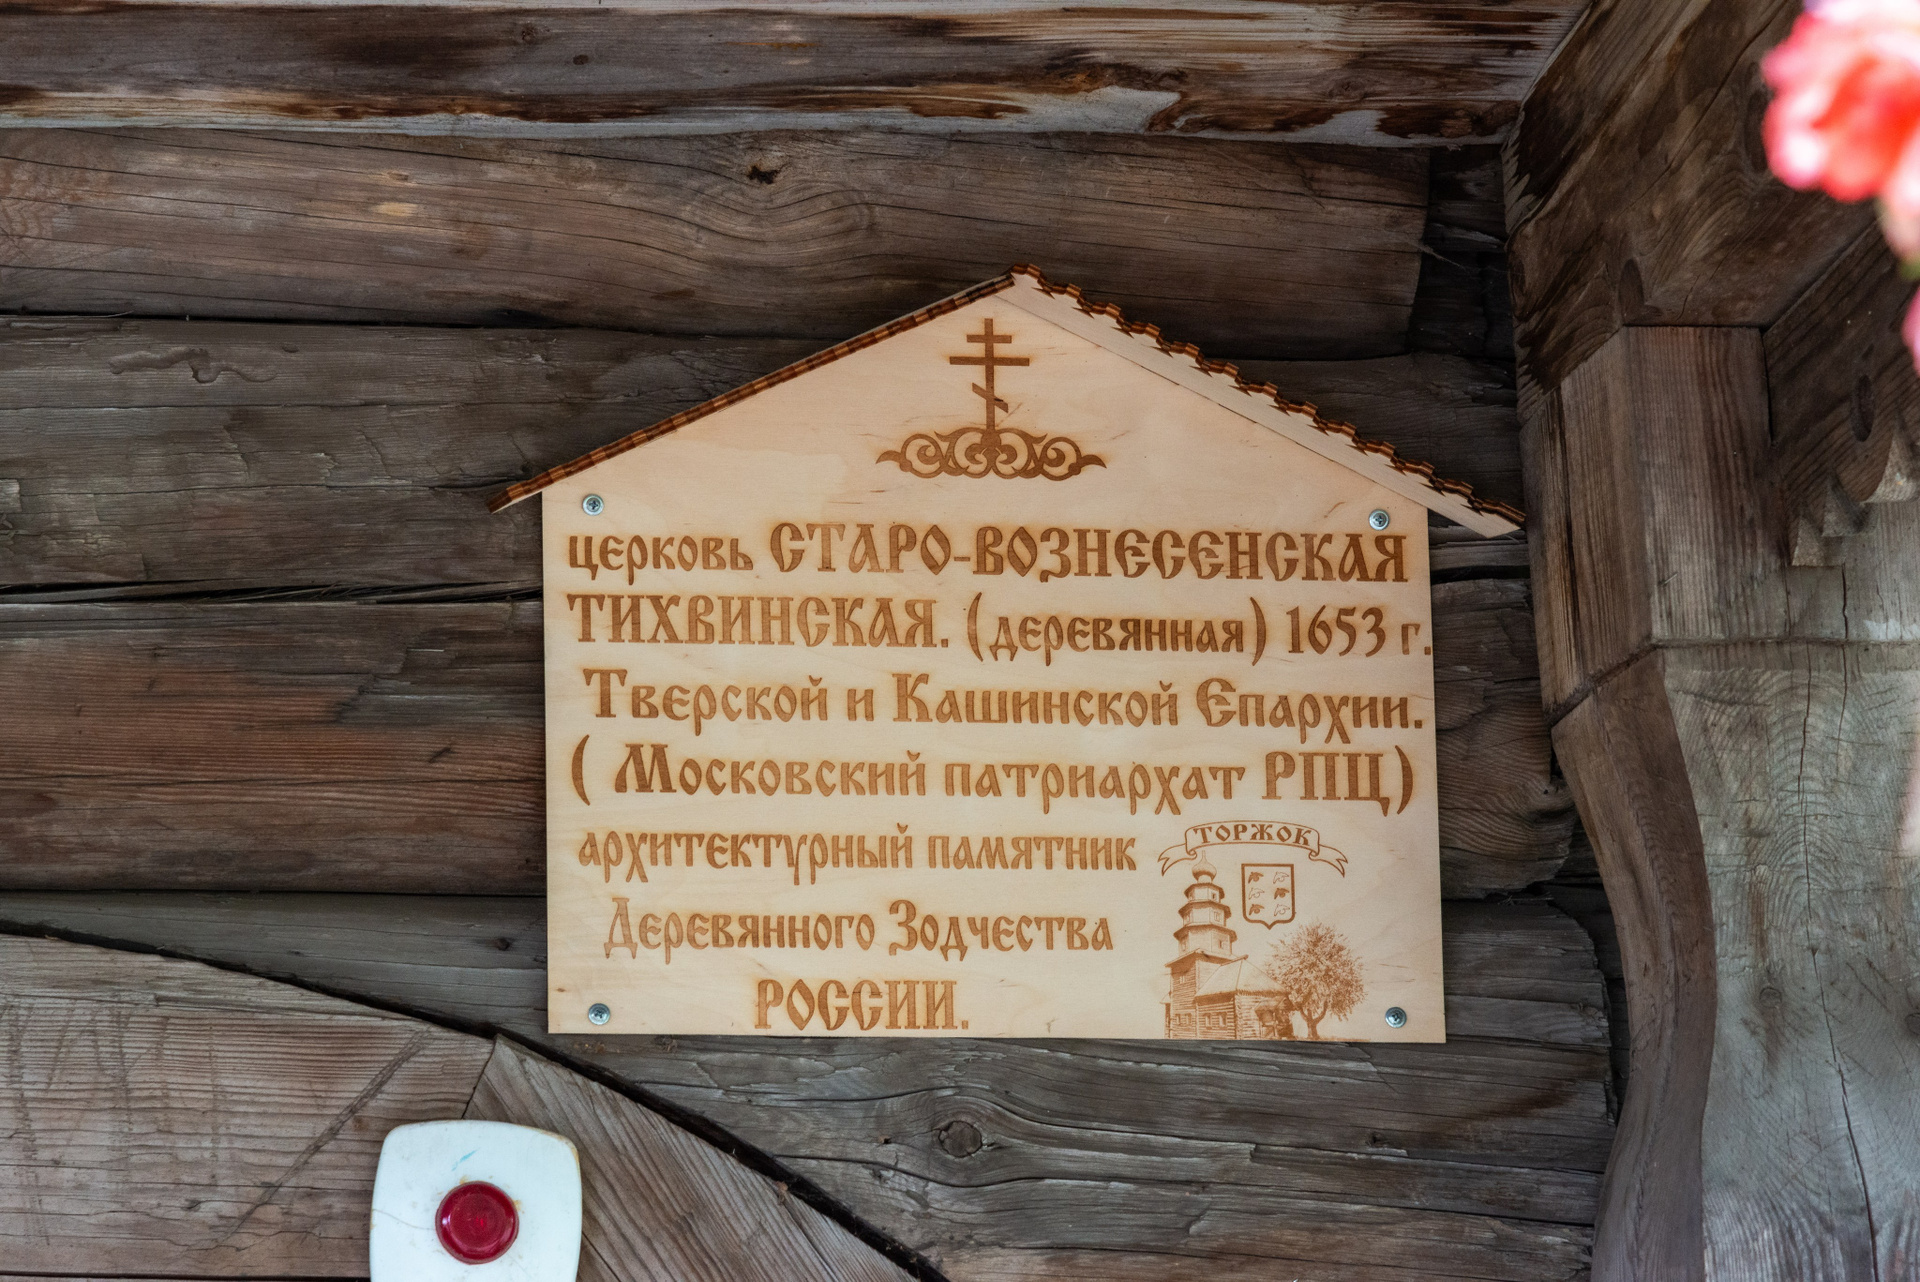 церковь СТАРО-ВОЗНЕСЕНСКАЯ
ТИХВИНСКАЯ. (деревянная) 1653 г.
Тверской и Кашинской Епархии.
( Московский патриархат РПЦ)
архитектурный памятник
Деревянного Зодчества
РОССИИ.
ТОРЖОК